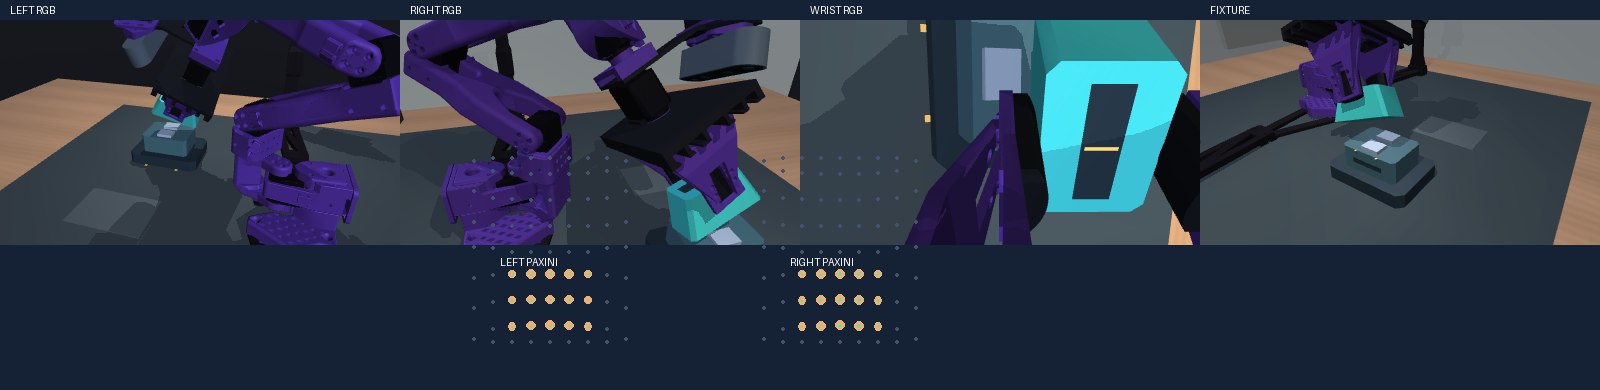 LEFT RGB
RIGHT RGB
WRIST RGB
FIXTURE
LEFT PAXINI
RIGHT PAXINI